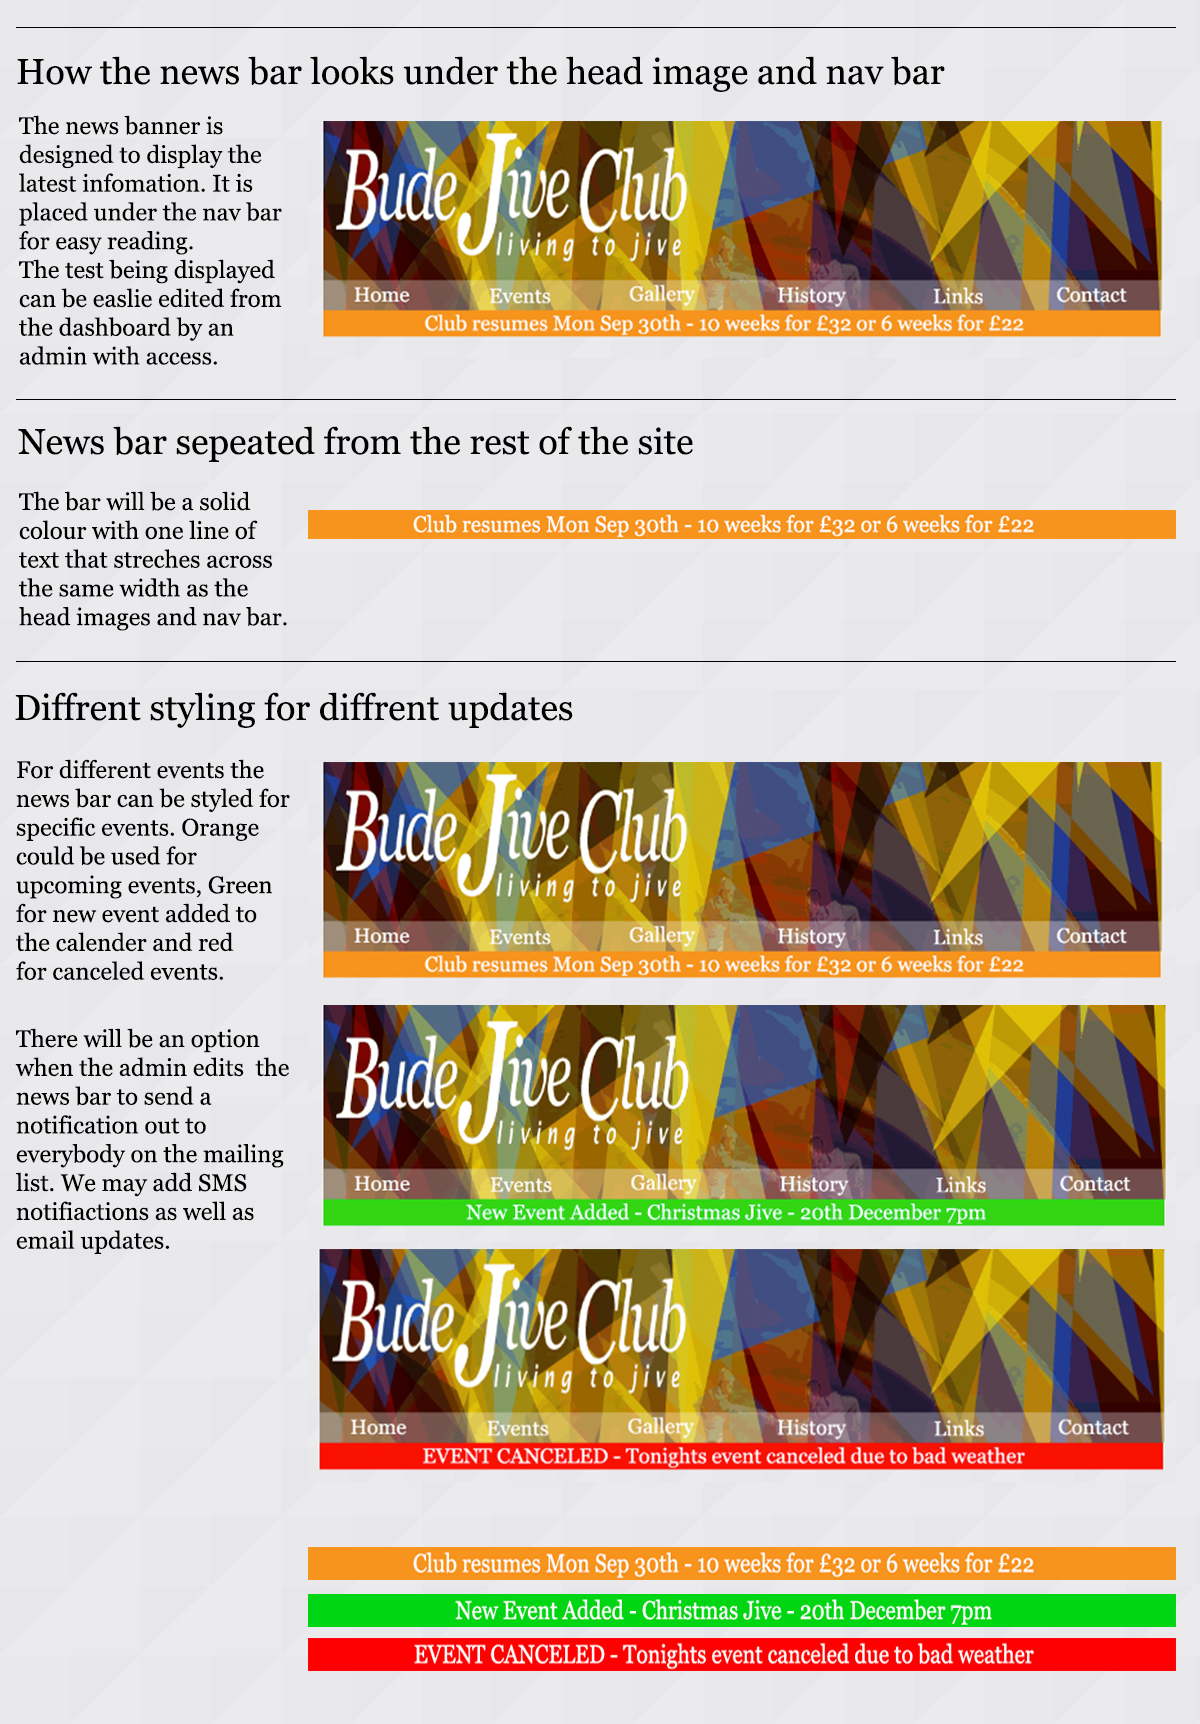 How the news bar looks under the head image and nav bar
The news banner is
designed to display the
latest infomation. It is
placed under the nav bar
for easy reading.
The test being displayed
can be easlie edited from
the dashboard by an
admin with access.
Bude Jive Club
living to jive
Home Events Gallery History Links Contact
Club resumes Mon Sep 30th - 10 weeks for £32 or 6 weeks for £22
News bar sepeated from the rest of the site
The bar will be a solid
colour with one line of
text that streches across
the same width as the
head images and nav bar.
Club resumes Mon Sep 30th - 10 weeks for £32 or 6 weeks for £22
Diffrent styling for diffrent updates
For different events the
news bar can be styled for
specific events. Orange
could be used for
upcoming events, Green
for new event added to
the calender and red
for canceled events.
There will be an option
when the admin edits  the
news bar to send a
notification out to
everybody on the mailing
list. We may add SMS
notifiactions as well as
email updates.
Bude Jive Club
living to jive
Home Events Gallery History Links Contact
Club resumes Mon Sep 30th - 10 weeks for £32 or 6 weeks for £22
Bude Jive Club
living to jive
Home Events Gallery History Links Contact
New Event Added - Christmas Jive - 20th December 7pm
Bude Jive Club
living to jive
Home Events Gallery History Links Contact
EVENT CANCELED - Tonights event canceled due to bad weather
Club resumes Mon Sep 30th - 10 weeks for £32 or 6 weeks for £22
New Event Added - Christmas Jive - 20th December 7pm
EVENT CANCELED - Tonights event canceled due to bad weather